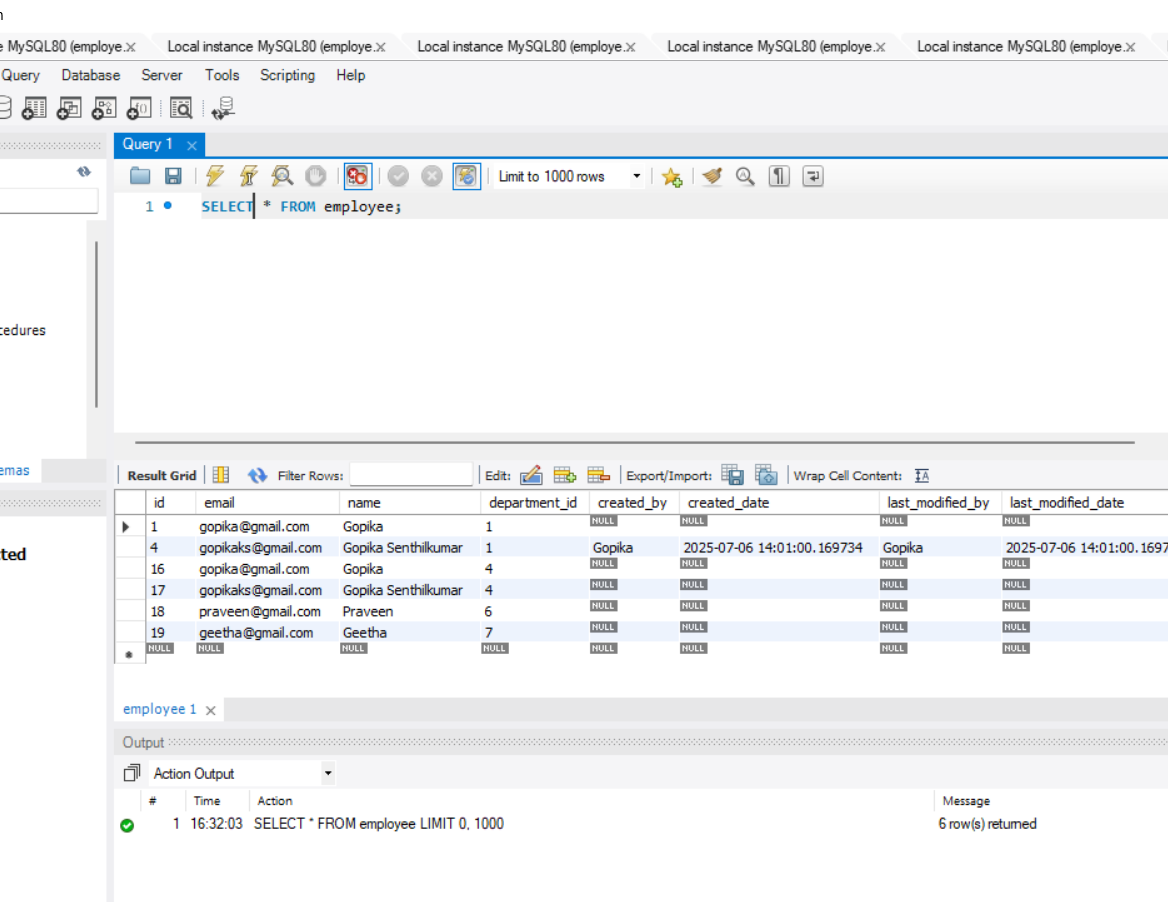 n
e MySQL80 (employe.x Local instance MySQL80 (employe.x Local instance MySQL80 (employe.x Local instance MySQL80 (employe.x Local instance MySQL80 (employe.x
Query Database Server Tools Scripting Help
Query 1
Limit to 1000 rows
1 SELECT * FROM employee;
cedures
emas
Result Grid Filter Rows: Edit: Export/Import: Wrap Cell Content:
id email name department_id created_by created_date last_modified_by last_modified_date
1 gopika@gmail.com Gopika 1 NULL NULL NULL NULL
4 gopikaks@gmail.com Gopika Senthilkumar 1 Gopika 2025-07-06 14:01:00.169734 Gopika 2025-07-06 14:01:00.1697
16 gopika@gmail.com Gopika 4 NULL NULL NULL NULL
17 gopikaks@gmail.com Gopika Senthilkumar 4 NULL NULL NULL NULL
18 praveen@gmail.com Praveen 6 NULL NULL NULL NULL
19 geetha@gmail.com Geetha 7 NULL NULL NULL NULL
NULL NULL NULL NULL NULL NULL NULL NULL
cted
employee 1
Output
Action Output
# Time Action Message
1 16:32:03 SELECT * FROM employee LIMIT 0, 1000 6 row(s) returned